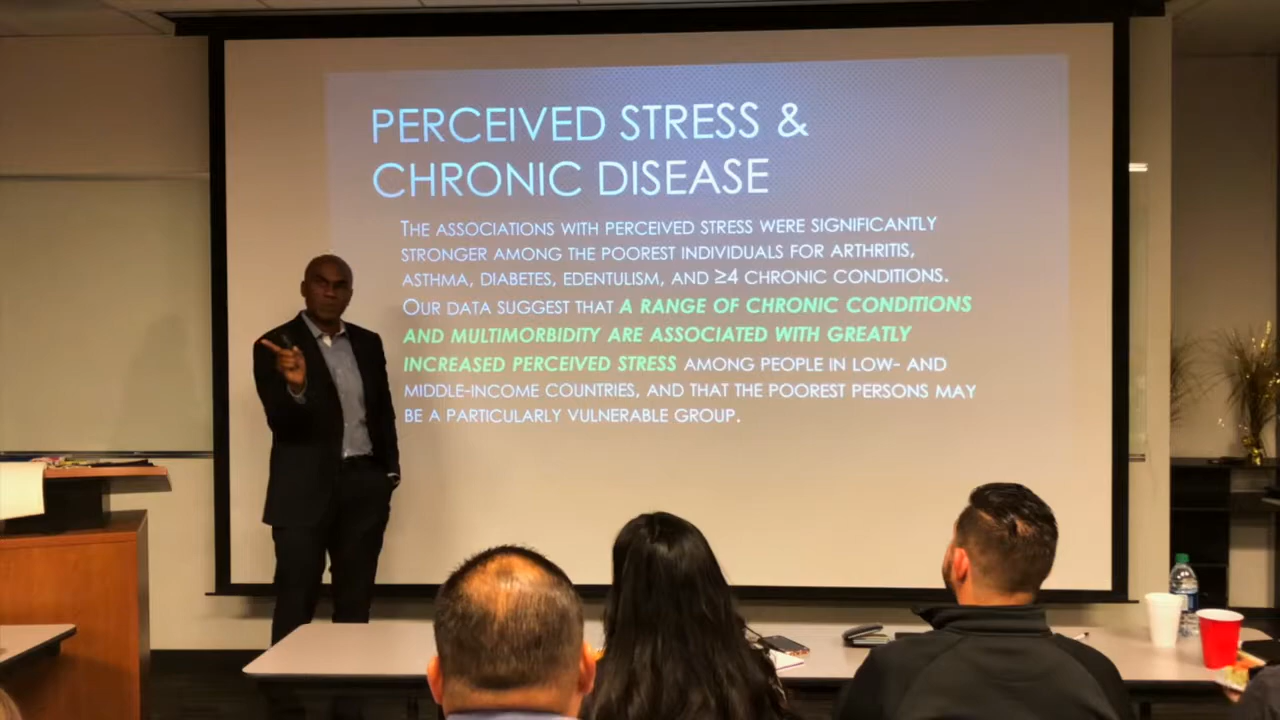 PERCEIVED STRESS &
CHRONIC DISEASE
THE ASSOCIATIONS WITH PERCEIVED STRESS WERE SIGNIFICANTLY
STRONGER AMONG THE POOREST INDIVIDUALS FOR ARTHRITIS,
ASTHMA, DIABETES, EDENTULISM, AND ≥4 CHRONIC CONDITIONS.
OUR DATA SUGGEST THAT A RANGE OF CHRONIC CONDITIONS
AND MULTIMORBIDITY ARE ASSOCIATED WITH GREATLY
INCREASED PERCEIVED STRESS AMONG PEOPLE IN LOW- AND
MIDDLE-INCOME COUNTRIES, AND THAT THE POOREST PERSONS MAY
BE A PARTICULARLY VULNERABLE GROUP.